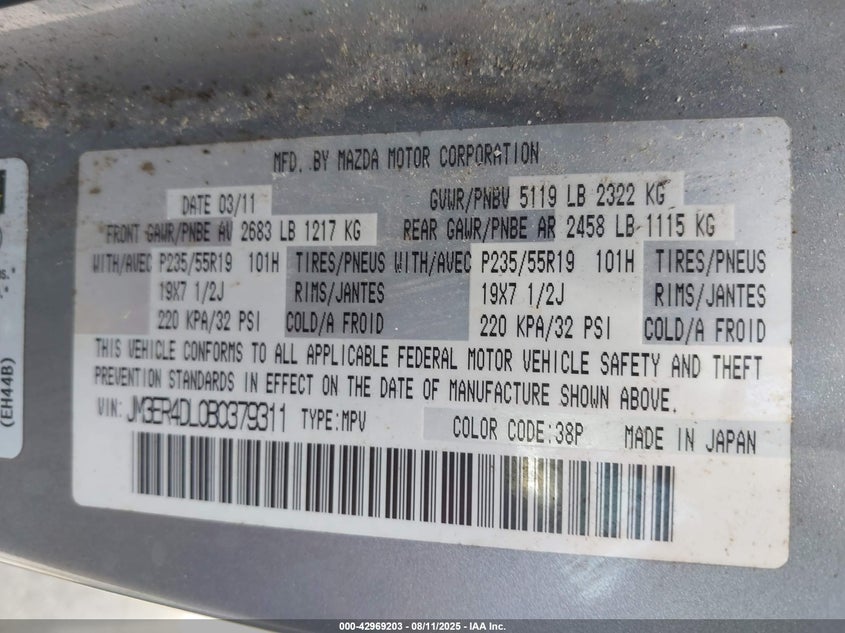 MFD. BY MAZDA MOTOR CORPORATION
DATE 03/11 GVWR/PNBV 5119 LB 2322 KG
FRONT GAWR/PNBE AV 2683 LB 1217 KG REAR GAWR/PNBE AR 2458 LB 1115 KG
WITH/AVEC P235/55R19 101H TIRES/PNEUS WITH/AVEC P235/55R19 101H TIRES/PNEUS
19X7 1/2J RIMS/JANTES 19X7 1/2J RIMS/JANTES
220 KPA/32 PSI COLD/A FROID 220 KPA/32 PSI COLD/A FROID
THIS VEHICLE CONFORMS TO ALL APPLICABLE FEDERAL MOTOR VEHICLE SAFETY AND THEFT
PREVENTION STANDARDS IN EFFECT ON THE DATE OF MANUFACTURE SHOWN ABOVE.
VIN: JM3ER4DL0B0379311 TYPE:MPV COLOR CODE:38P MADE IN JAPAN
(EH44B)
000-42969203 - 08/11/2025 - IAA Inc.